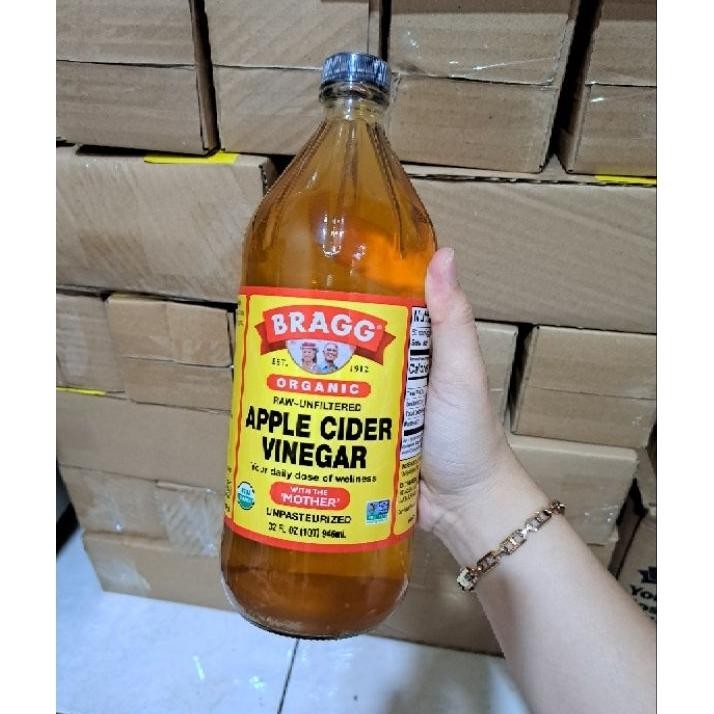 BRAGG
EST. 1912
ORGANIC
RAW-UNFILTERED
APPLE CIDER
VINEGAR
Your daily dose of wellness
WITH THE
'MOTHER'
UNPASTEURIZED
32 FL OZ (1QT) 946mL